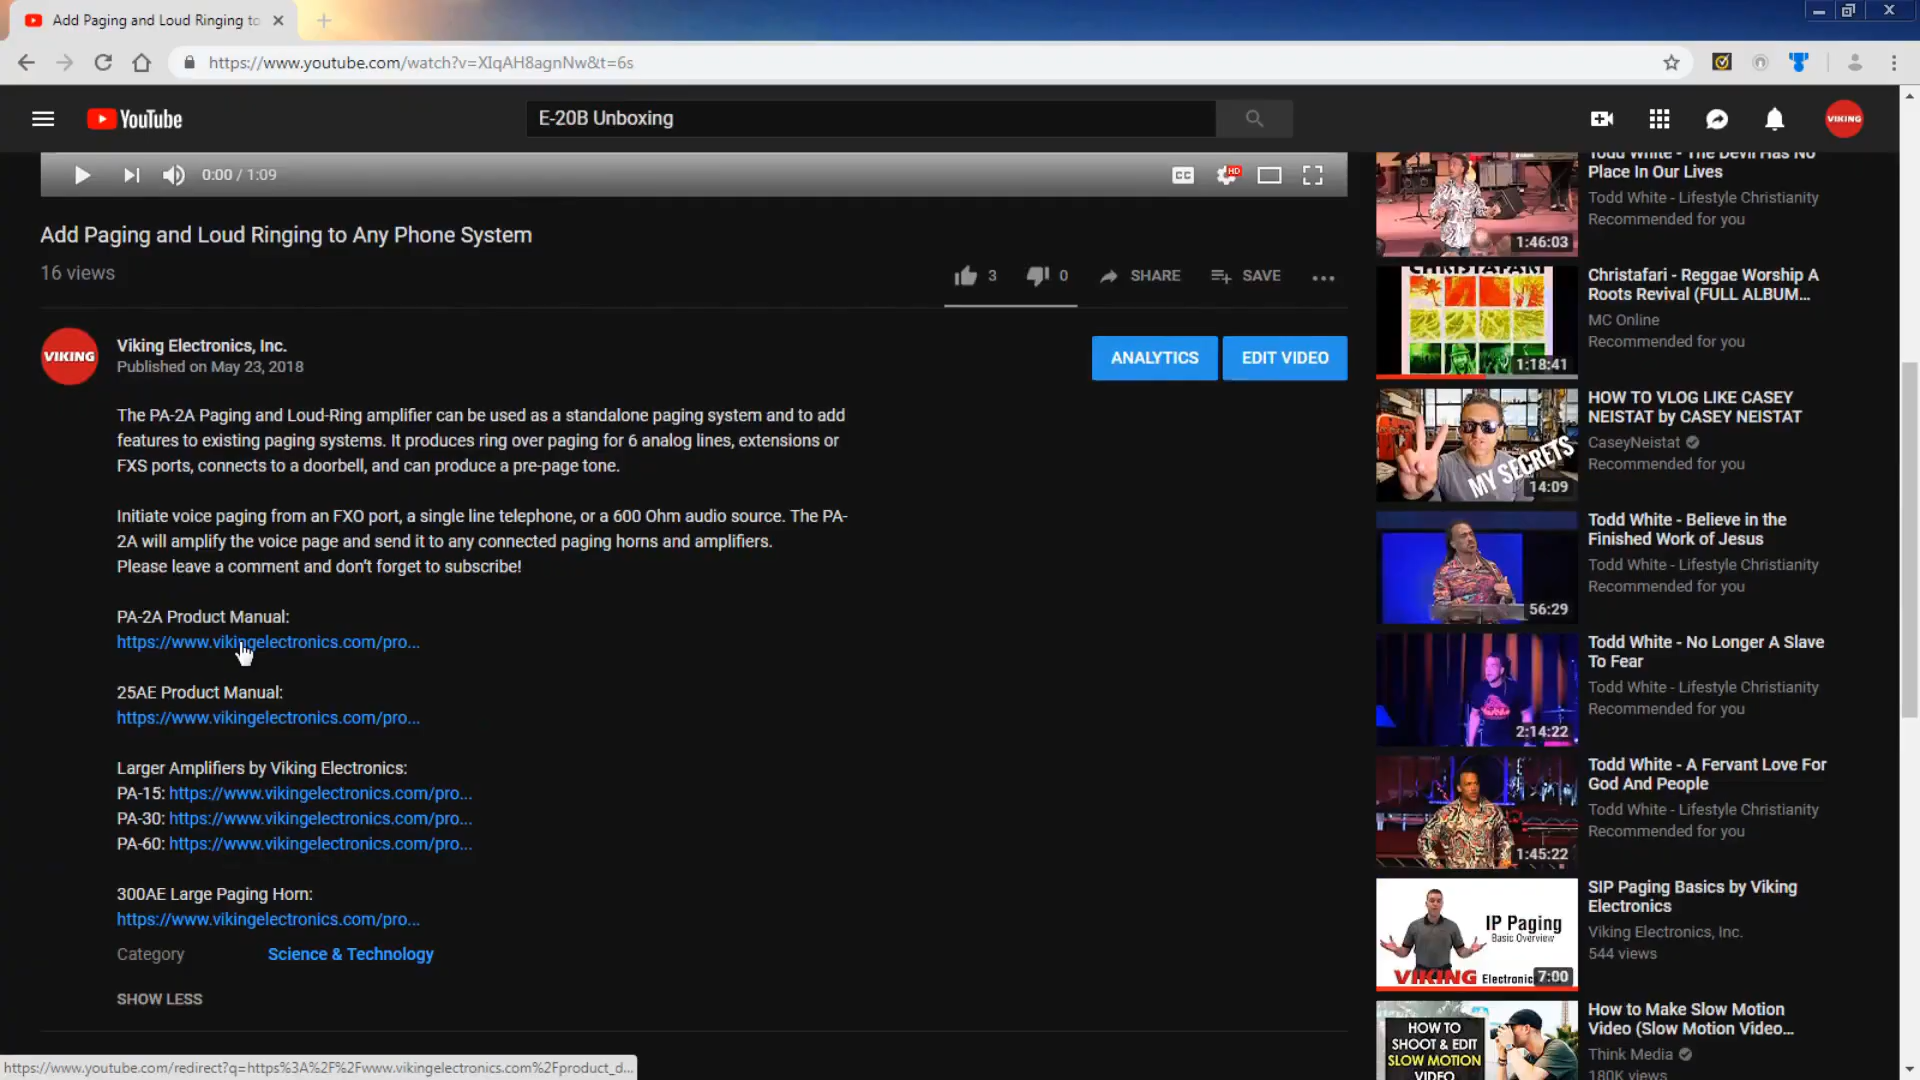 Add Paging and Loud Ringing to
https://www.youtube.com/watch?v=XIqAH8agnNw&t=6s
YouTube
E-20B Unboxing
VIKING
0:00 / 1:09
CC
HD
Add Paging and Loud Ringing to Any Phone System
16 views
3
0
SHARE
SAVE
VIKING
Viking Electronics, Inc.
Published on May 23, 2018
ANALYTICS
EDIT VIDEO
The PA-2A Paging and Loud-Ring amplifier can be used as a standalone paging system and to add
features to existing paging systems. It produces ring over paging for 6 analog lines, extensions or
FXS ports, connects to a doorbell, and can produce a pre-page tone.
Initiate voice paging from an FXO port, a single line telephone, or a 600 Ohm audio source. The PA-
2A will amplify the voice page and send it to any connected paging horns and amplifiers.
Please leave a comment and don't forget to subscribe!
PA-2A Product Manual:
https://www.vikingelectronics.com/pro...
25AE Product Manual:
https://www.vikingelectronics.com/pro...
Larger Amplifiers by Viking Electronics:
PA-15: https://www.vikingelectronics.com/pro...
PA-30: https://www.vikingelectronics.com/pro...
PA-60: https://www.vikingelectronics.com/pro...
300AE Large Paging Horn:
https://www.vikingelectronics.com/pro...
Category
Science & Technology
SHOW LESS
https://www.youtube.com/redirect?q=https%3A%2F%2Fwww.vikingelectronics.com%2Fproduct_d...
Todd White - The Devil Has No
Place In Our Lives
Todd White - Lifestyle Christianity
Recommended for you
1:46:03
CHRISTAFARI
Christafari - Reggae Worship A
Roots Revival (FULL ALBUM...
MC Online
Recommended for you
1:18:41
HOW TO VLOG LIKE CASEY
NEISTAT by CASEY NEISTAT
CaseyNeistat
Recommended for you
MY SECRETS
14:09
Todd White - Believe in the
Finished Work of Jesus
Todd White - Lifestyle Christianity
Recommended for you
56:29
Todd White - No Longer A Slave
To Fear
Todd White - Lifestyle Christianity
Recommended for you
2:14:22
Todd White - A Fervant Love For
God And People
Todd White - Lifestyle Christianity
Recommended for you
1:45:22
SIP Paging Basics by Viking
Electronics
Viking Electronics, Inc.
544 views
IP Paging
Basic Overview
VIKING Electronic
7:00
How to Make Slow Motion
Video (Slow Motion Video...
Think Media
180K views
HOW TO
SHOOT & EDIT
SLOW MOTION
VIDEO